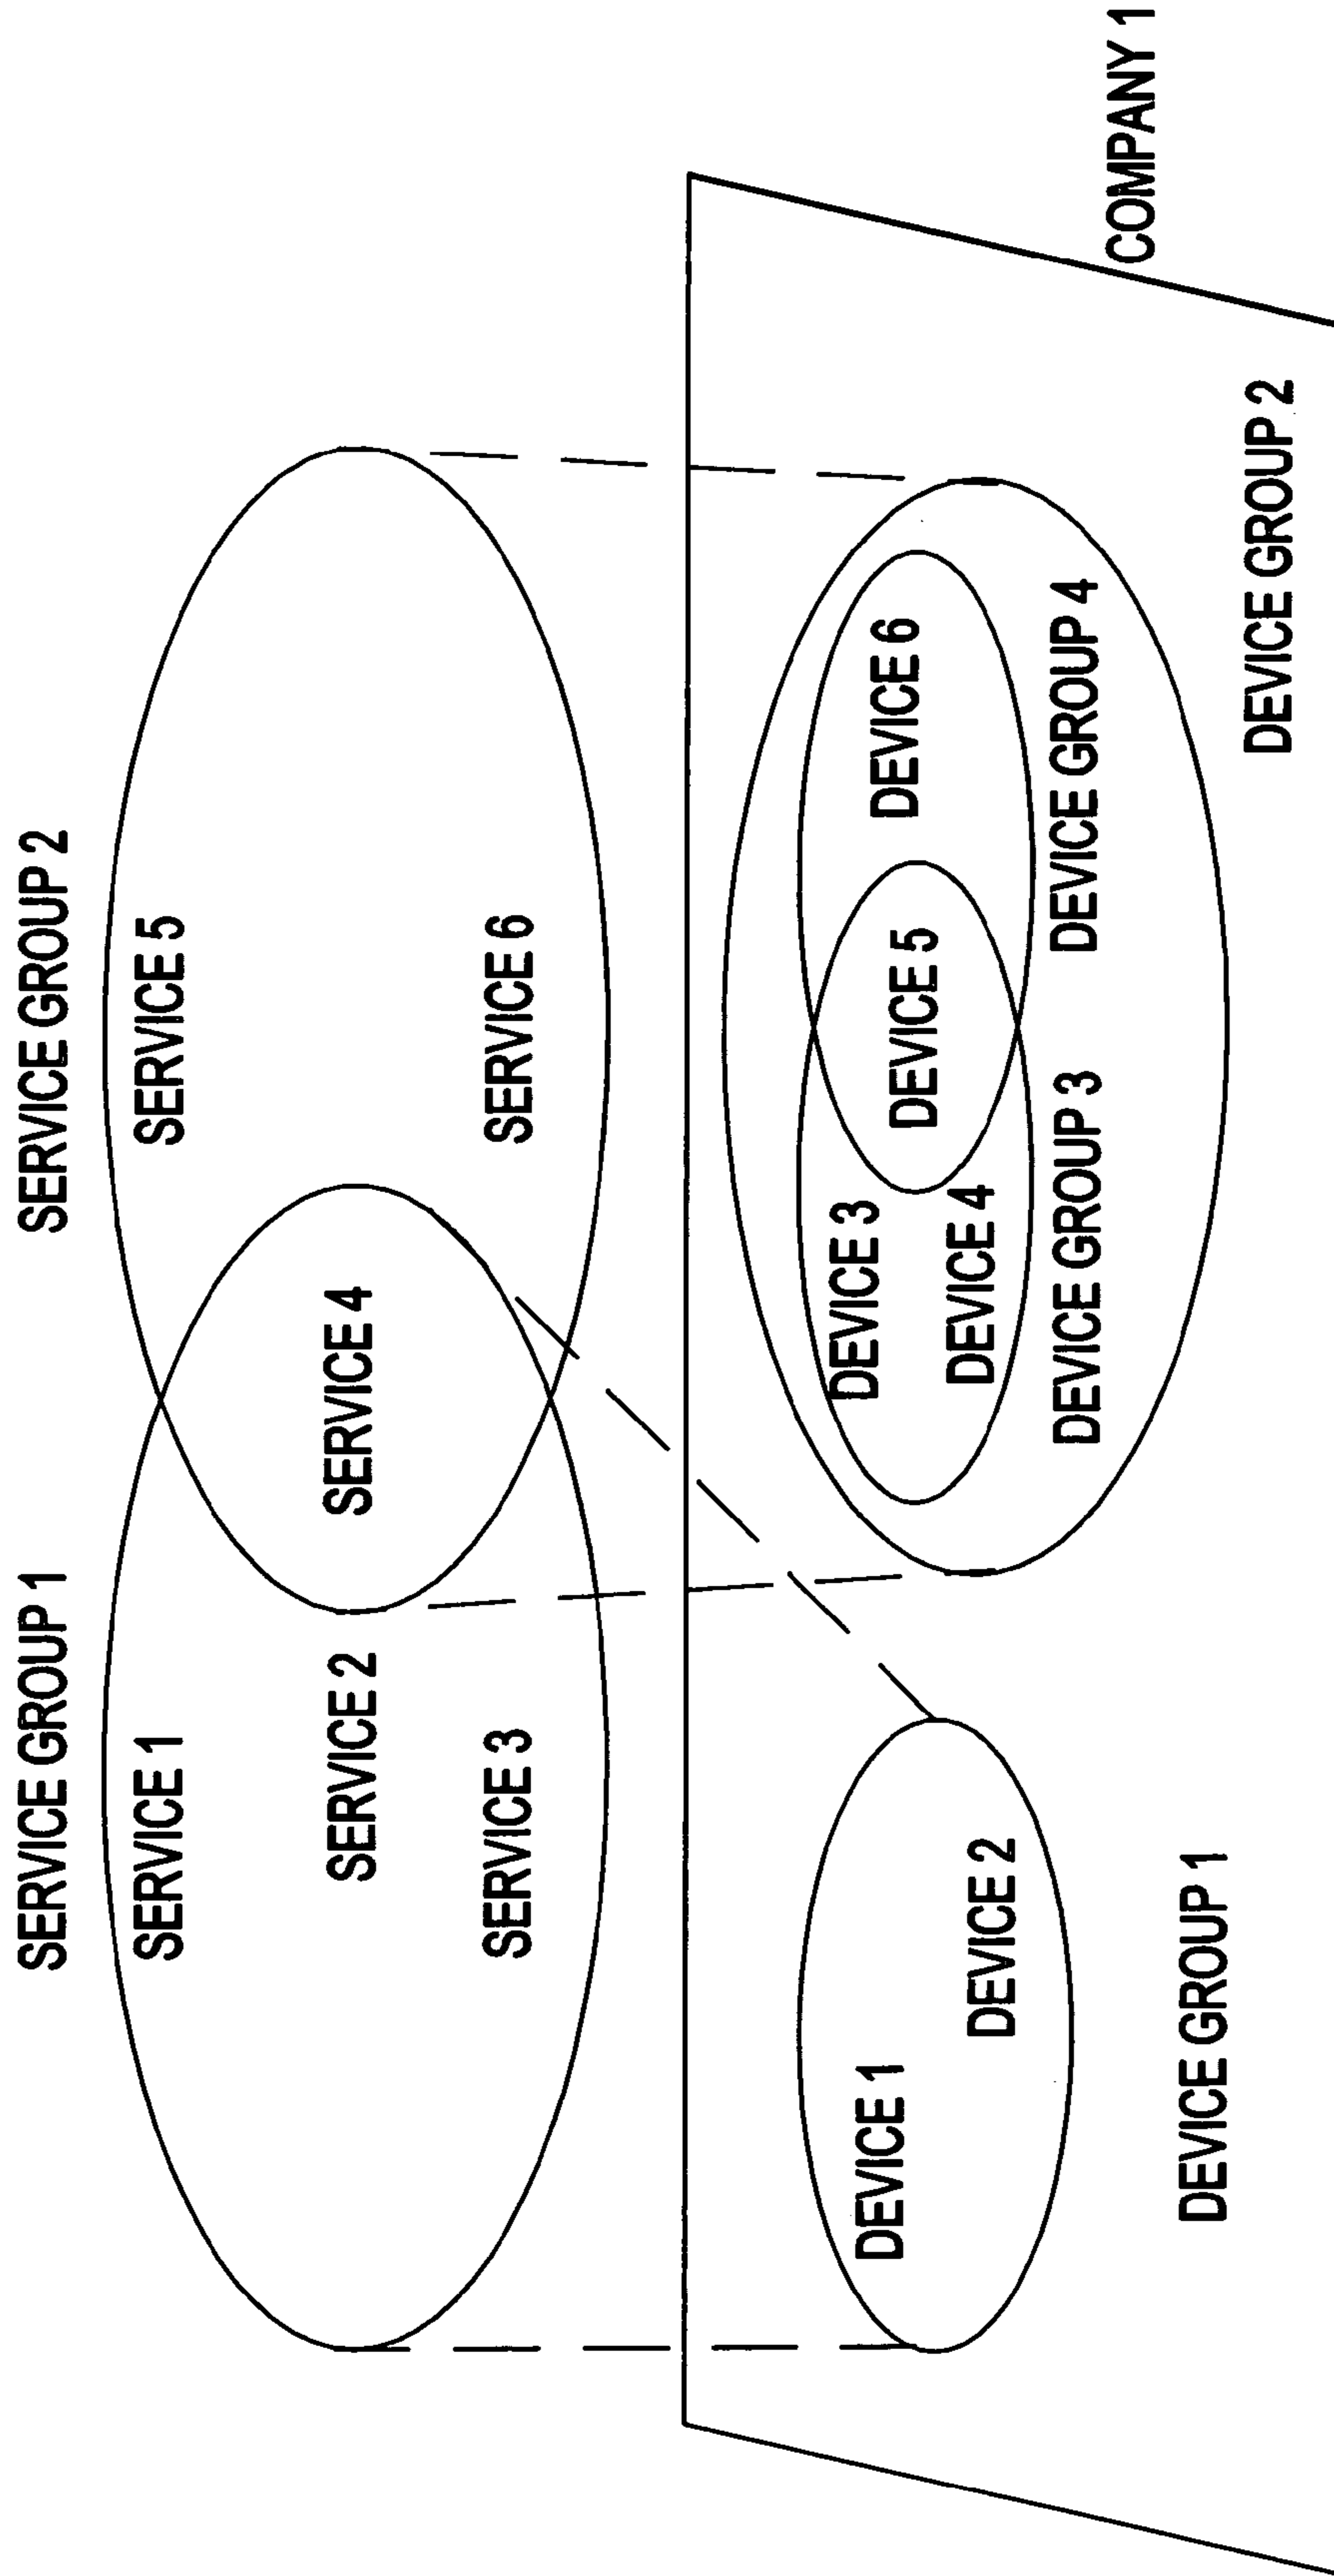 SERVICE GROUP 1
SERVICE GROUP 2
SERVICE 1
SERVICE 5
SERVICE 2
SERVICE 4
SERVICE 3
SERVICE 6
DEVICE 1
DEVICE 2
DEVICE GROUP 1
DEVICE 3
DEVICE 4
DEVICE 5
DEVICE 6
DEVICE GROUP 3
DEVICE GROUP 4
DEVICE GROUP 2
COMPANY 1